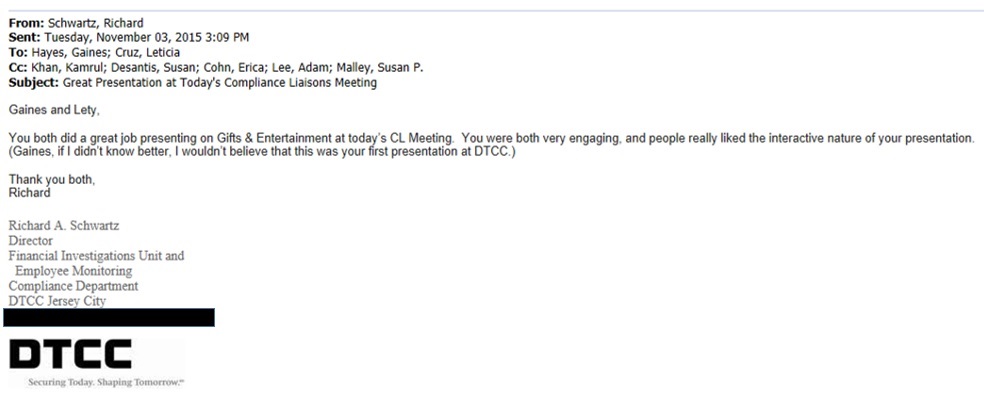 From: Schwartz, Richard
Sent: Tuesday, November 03, 2015 3:09 PM
To: Hayes, Gaines; Cruz, Leticia
Cc: Khan, Kamrul; Desantis, Susan; Cohn, Erica; Lee, Adam; Malley, Susan P.
Subject: Great Presentation at Today's Compliance Liaisons Meeting
Gaines and Lety,
You both did a great job presenting on Gifts & Entertainment at today's CL Meeting.  You were both very engaging, and people really liked the interactive nature of your presentation.
(Gaines, if I didn't know better, I wouldn't believe that this was your first presentation at DTCC.)
Thank you both,
Richard
Richard A. Schwartz
Director
Financial Investigations Unit and
Employee Monitoring
Compliance Department
DTCC Jersey City
DTCC
Securing Today. Shaping Tomorrow.℠